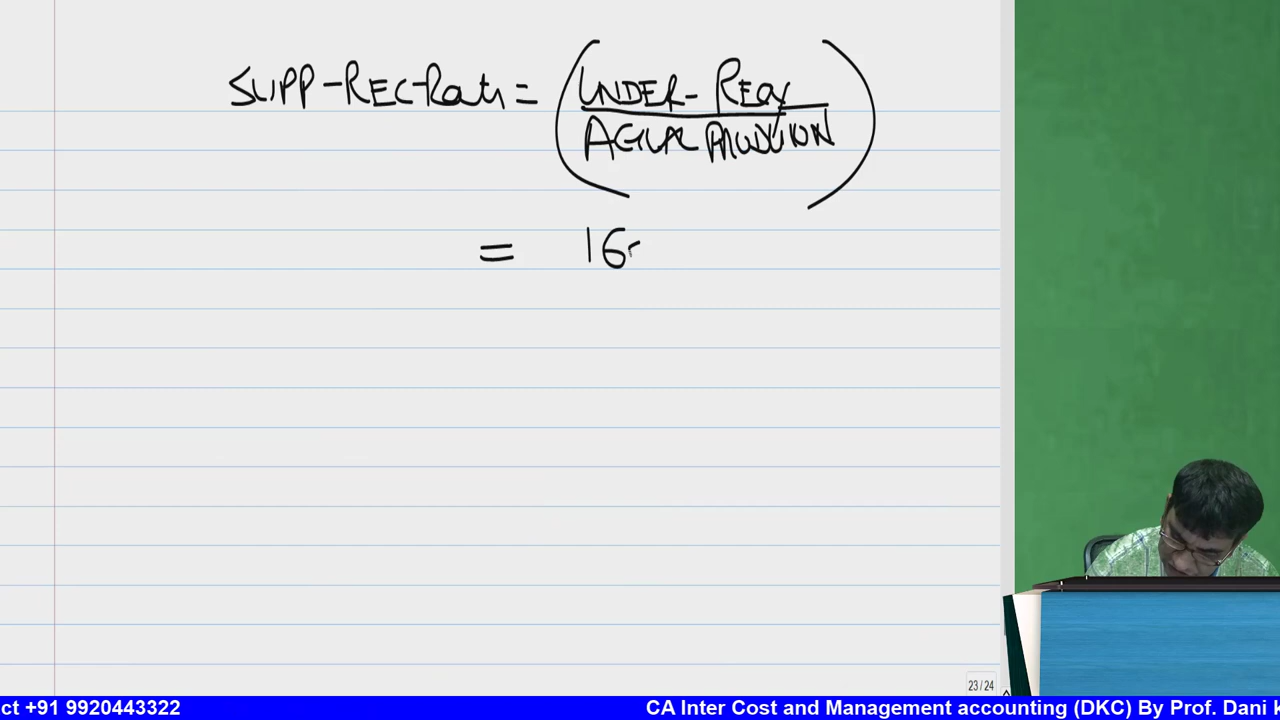 SUPP-REC-Rate = (UNDER-REC/ACTUAL PRODUCTION)
= 16
23 / 24
ct +91 9920443322 CA Inter Cost and Management accounting (DKC) By Prof. Dani K